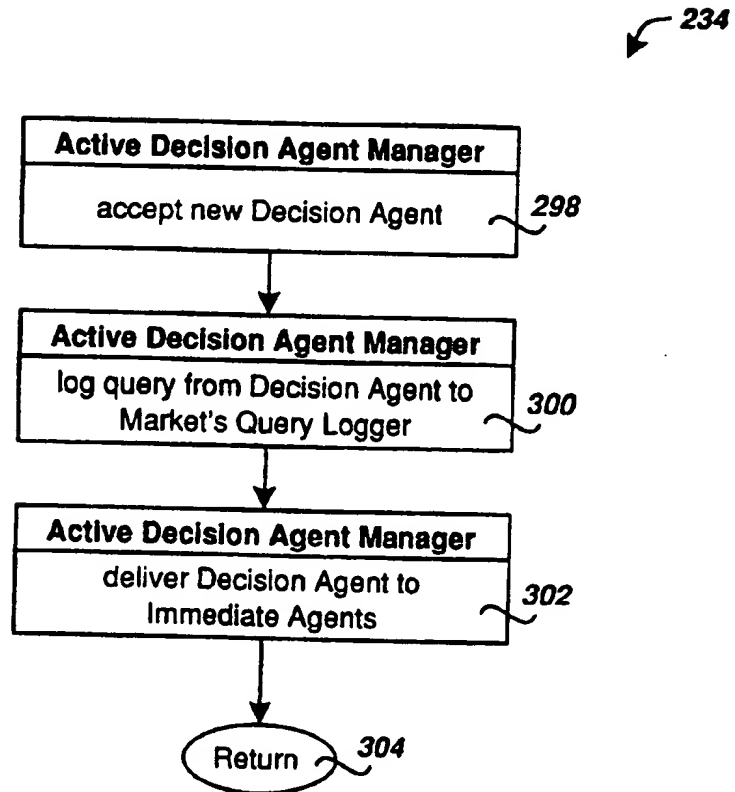 234
Active Decision Agent Manager
accept new Decision Agent
298
Active Decision Agent Manager
log query from Decision Agent to
Market's Query Logger
300
Active Decision Agent Manager
deliver Decision Agent to
Immediate Agents
302
Return
304